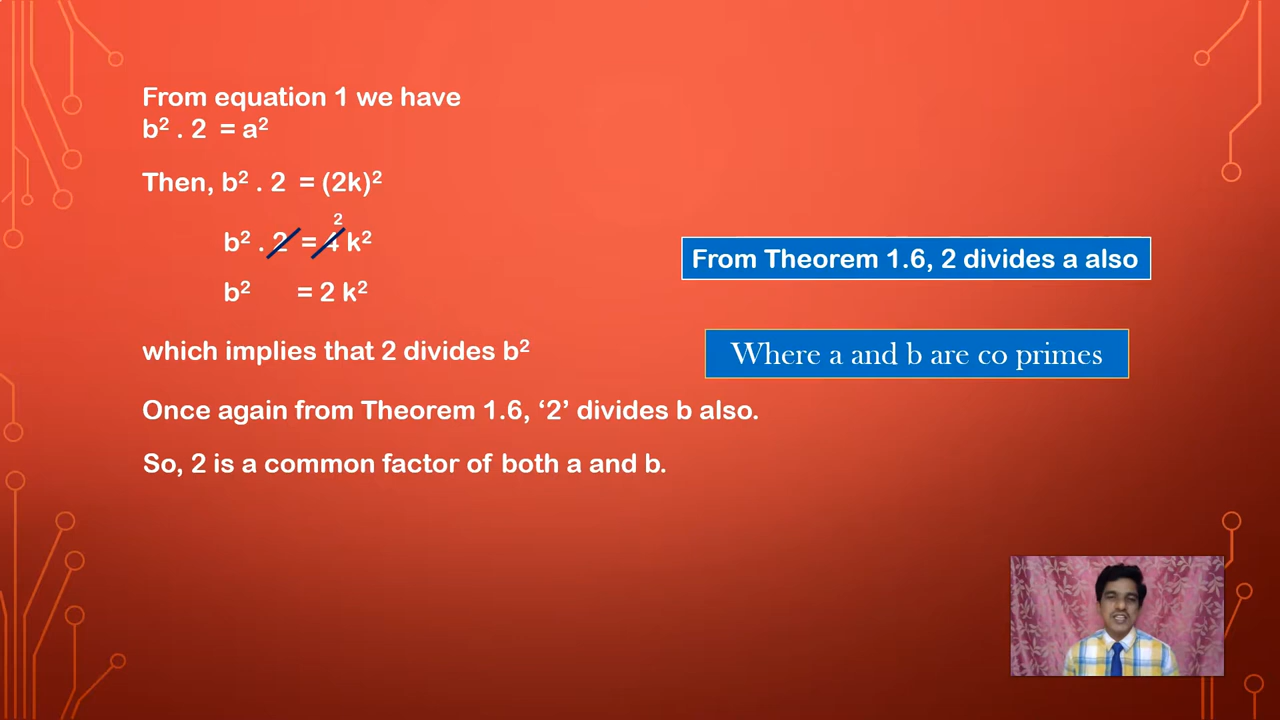 From equation 1 we have
b² . 2 = a²
Then, b² . 2 = (2k)²
2
b² . 2 = 4 k²
b² = 2 k²
which implies that 2 divides b²
Once again from Theorem 1.6, ‘2’ divides b also.
So, 2 is a common factor of both a and b.
From Theorem 1.6, 2 divides a also
Where a and b are co primes